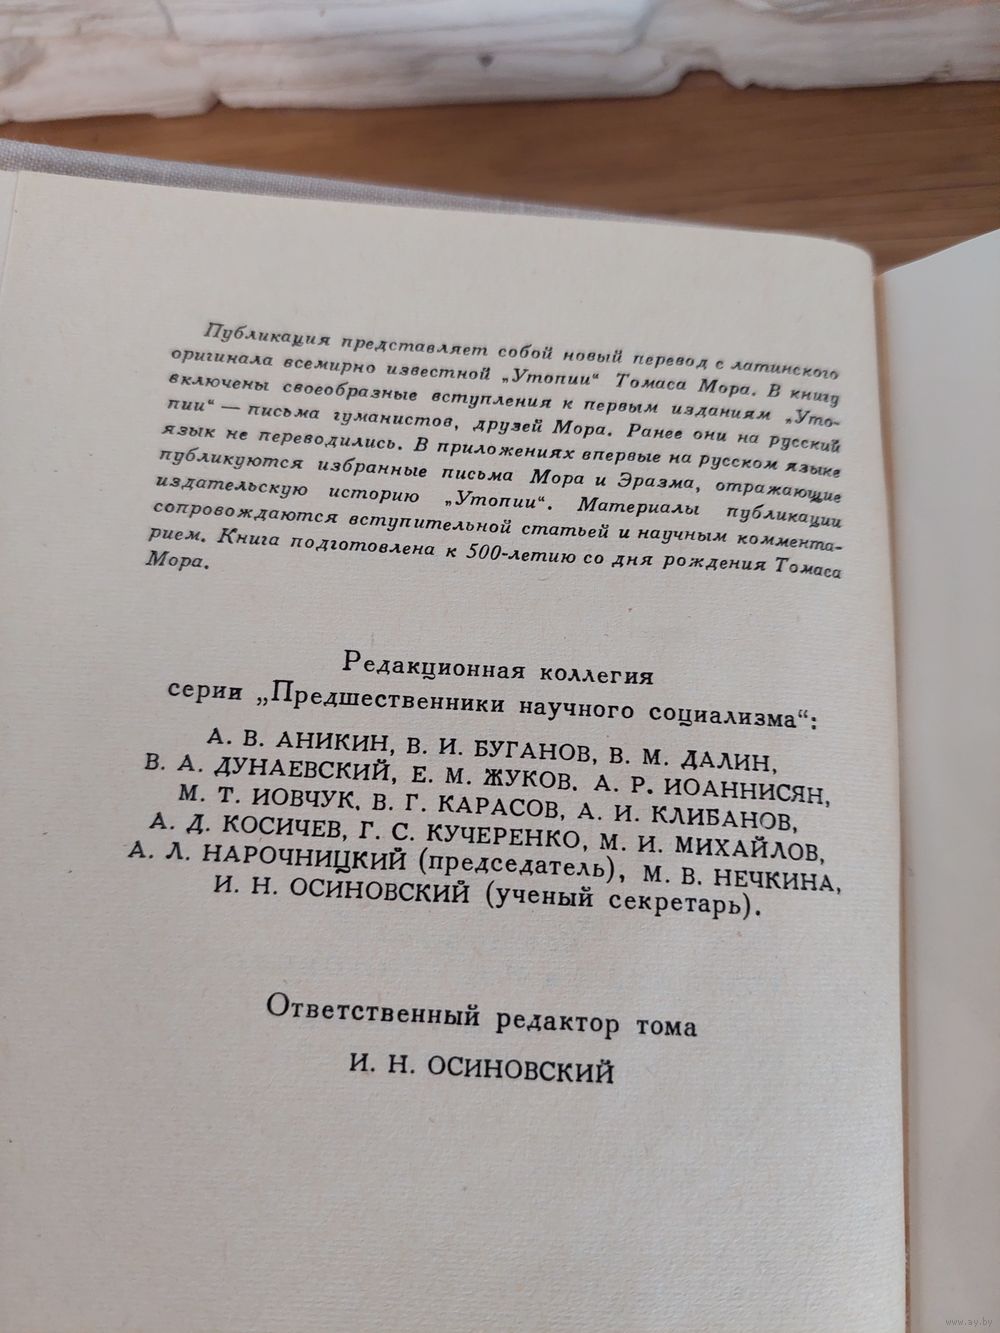 Публикация представляет собой новый перевод с латинского
оригинала всемирно известной „Утопии“ Томаса Мора. В книгу
включены своеобразные вступления к первым изданиям „Уто-
пии“ — письма гуманистов, друзей Мора. Ранее они на русский
язык не переводились. В приложениях впервые на русском языке
публикуются избранные письма Мора и Эразма, отражающие
издательскую историю „Утопии“. Материалы публикации
сопровождаются вступительной статьей и научным коммента-
рием. Книга подготовлена к 500-летию со дня рождения Томаса
Мора.
Редакционная коллегия
серии „Предшественники научного социализма“:
А. В. АНИКИН, В. И. БУГАНОВ, В. М. ДАЛИН,
В. А. ДУНАЕВСКИЙ, Е. М. ЖУКОВ. А. Р. ИОАННИСЯН,
М. Т. ИОВЧУК. В. Г. КАРАСОВ, А. И. КЛИБАНОВ,
А. Д. КОСИЧЕВ, Г. С. КУЧЕРЕНКО, М. И. МИХАЙЛОВ,
А. Л. НАРОЧНИЦКИЙ (председатель), М. В. НЕЧКИНА,
И. Н. ОСИНОВСКИЙ (ученый секретарь).
Ответственный редактор тома
И. Н. ОСИНОВСКИЙ
www.ay.by